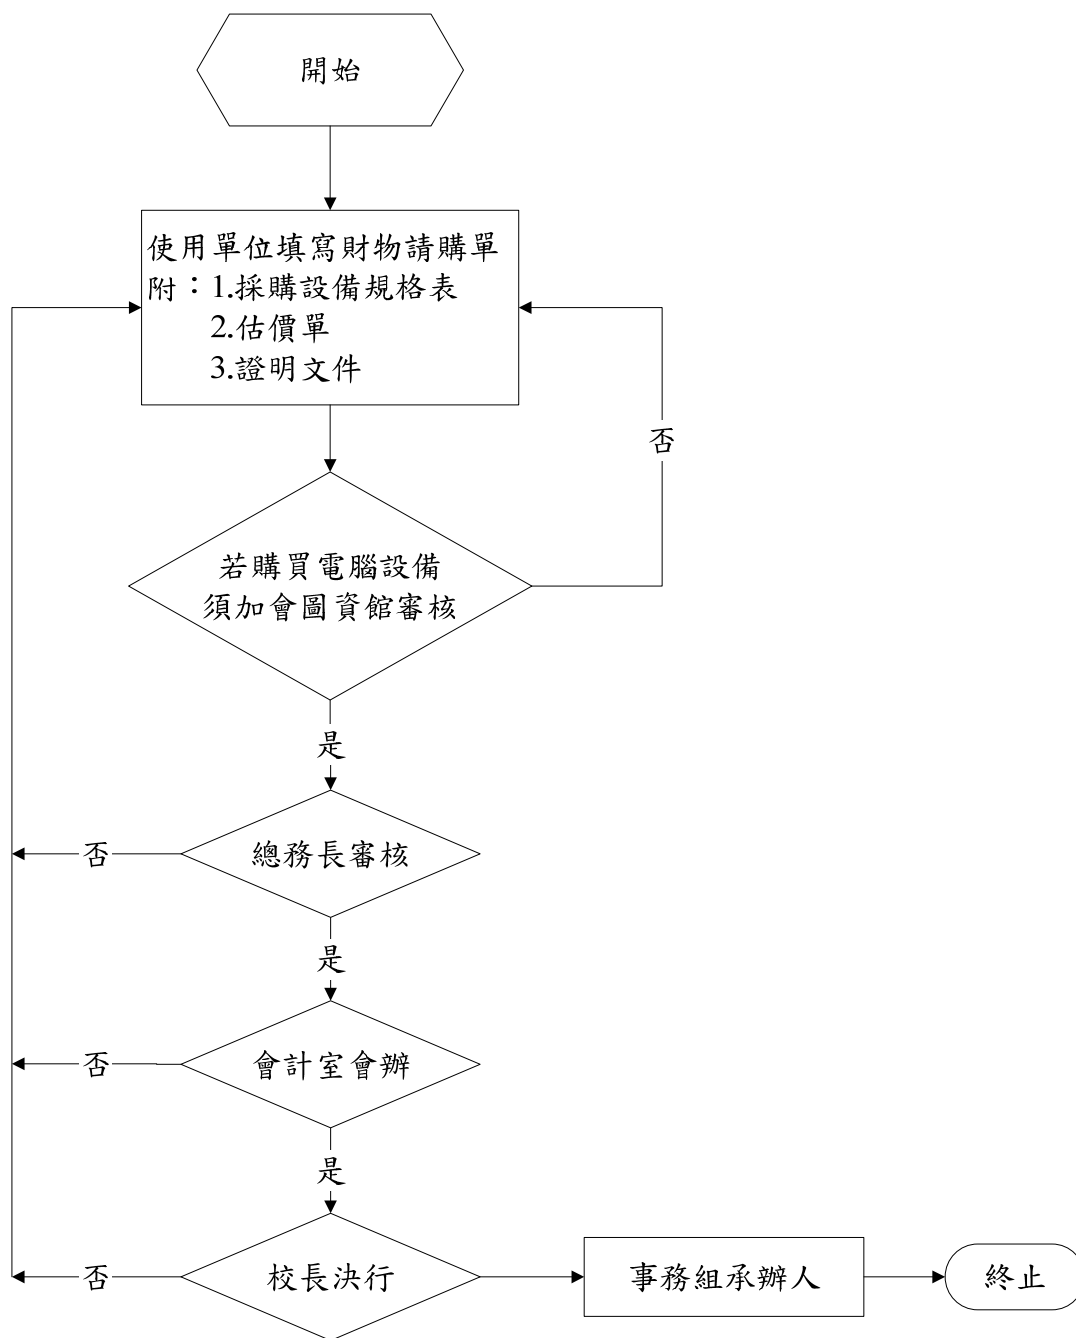 開始
使用單位填寫財物請購單
附：1.採購設備規格表
2.估價單
3.證明文件
否
若購買電腦設備
須加會圖資館審核
是
否
總務長審核
是
否
會計室會辦
是
否
校長決行
事務組承辦人
終止